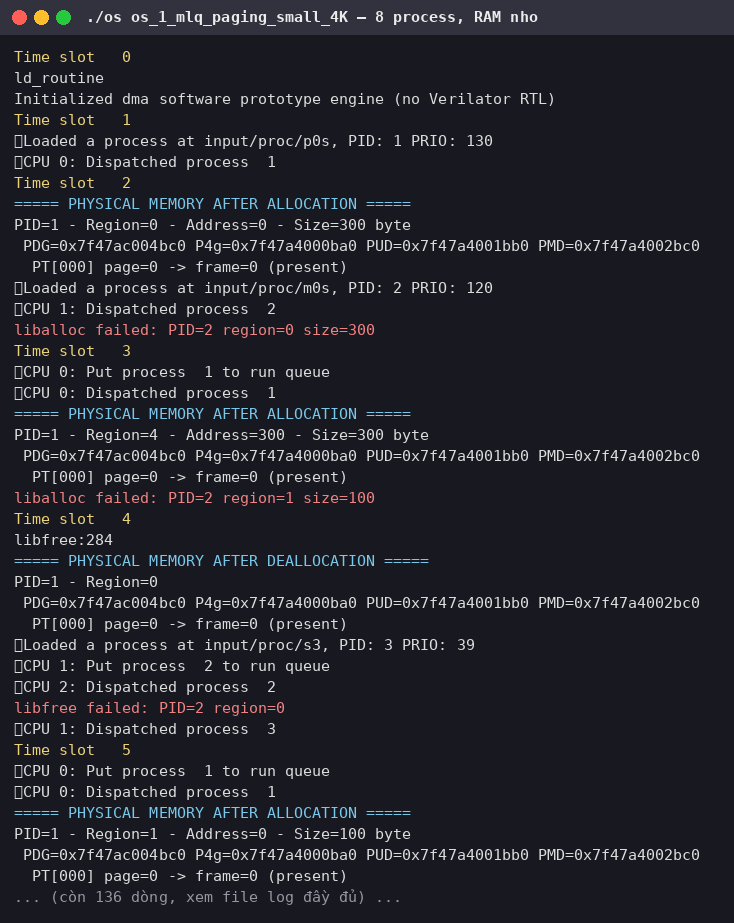 ./os os_1_mlq_paging_small_4K — 8 process, RAM nho
Time slot   0
ld_routine
Initialized dma software prototype engine (no Verilator RTL)
Time slot   1
Loaded a process at input/proc/p0s, PID: 1 PRIO: 130
CPU 0: Dispatched process  1
Time slot   2
===== PHYSICAL MEMORY AFTER ALLOCATION =====
PID=1 - Region=0 - Address=0 - Size=300 byte
 PDG=0x7f47ac004bc0 P4g=0x7f47a4000ba0 PUD=0x7f47a4001bb0 PMD=0x7f47a4002bc0
  PT[000] page=0 -> frame=0 (present)
Loaded a process at input/proc/m0s, PID: 2 PRIO: 120
CPU 1: Dispatched process  2
liballoc failed: PID=2 region=0 size=300
Time slot   3
CPU 0: Put process  1 to run queue
CPU 0: Dispatched process  1
===== PHYSICAL MEMORY AFTER ALLOCATION =====
PID=1 - Region=4 - Address=300 - Size=300 byte
 PDG=0x7f47ac004bc0 P4g=0x7f47a4000ba0 PUD=0x7f47a4001bb0 PMD=0x7f47a4002bc0
  PT[000] page=0 -> frame=0 (present)
liballoc failed: PID=2 region=1 size=100
Time slot   4
libfree:284
===== PHYSICAL MEMORY AFTER DEALLOCATION =====
PID=1 - Region=0
 PDG=0x7f47ac004bc0 P4g=0x7f47a4000ba0 PUD=0x7f47a4001bb0 PMD=0x7f47a4002bc0
  PT[000] page=0 -> frame=0 (present)
Loaded a process at input/proc/s3, PID: 3 PRIO: 39
CPU 1: Put process  2 to run queue
CPU 2: Dispatched process  2
libfree failed: PID=2 region=0
CPU 1: Dispatched process  3
Time slot   5
CPU 0: Put process  1 to run queue
CPU 0: Dispatched process  1
===== PHYSICAL MEMORY AFTER ALLOCATION =====
PID=1 - Region=1 - Address=0 - Size=100 byte
 PDG=0x7f47ac004bc0 P4g=0x7f47a4000ba0 PUD=0x7f47a4001bb0 PMD=0x7f47a4002bc0
  PT[000] page=0 -> frame=0 (present)
... (còn 136 dòng, xem file log đầy đủ) ...